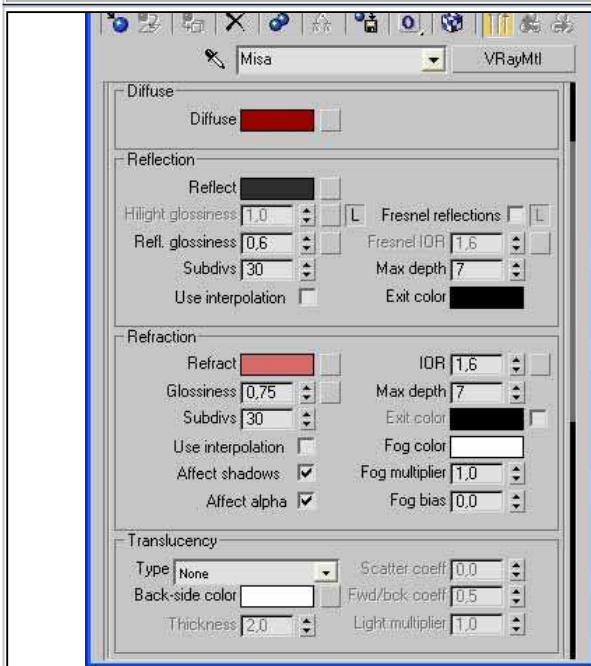 Misa VRayMtl
Diffuse
Diffuse
Reflection
Reflect
Hilight glossiness 1,0 L Fresnel reflections L
Refl. glossiness 0,6 Fresnel IOR 1,6
Subdivs 30 Max depth 7
Use interpolation Exit color
Refraction
Refract IOR 1,6
Glossiness 0,75 Max depth 7
Subdivs 30 Exit color
Use interpolation Fog color
Affect shadows Fog multiplier 1,0
Affect alpha Fog bias 0,0
Translucency
Type None Scatter coeff 0,0
Back-side color Fwd/bck coeff 0,5
Thickness 2,0 Light multiplier 1,0